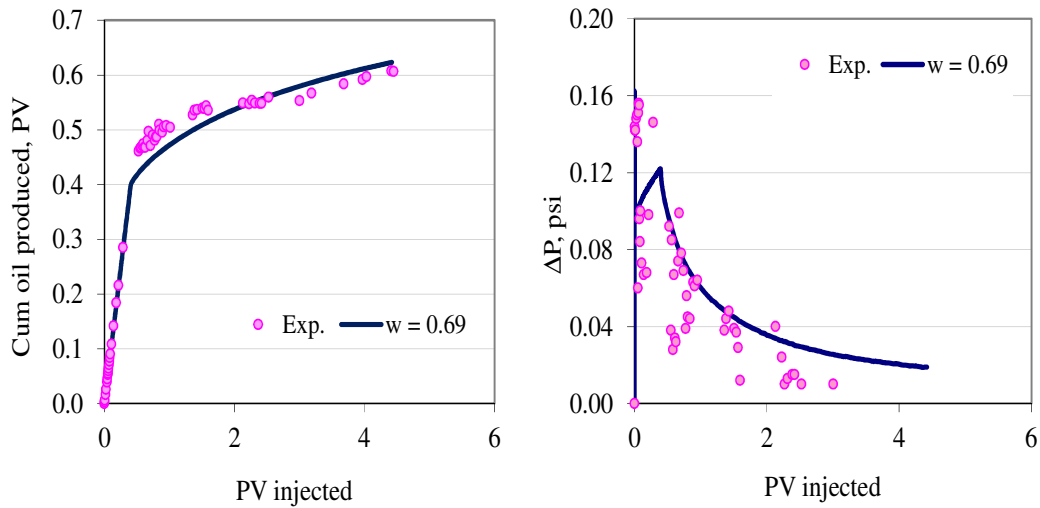 Cum oil produced, PV
0.7
0.6
0.5
0.4
0.3
0.2
0.1
0.0
Exp. w = 0.69
0 2 4 6
PV injected
ΔP, psi
0.20
0.16
0.12
0.08
0.04
0.00
Exp. w = 0.69
0 2 4 6
PV injected